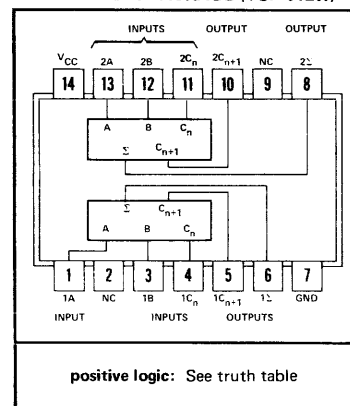 INPUTS OUTPUT OUTPUT
VCC 2A 2B 2Cn 2Cn+1 NC 2Σ
14 13 12 11 10 9 8
A B Cn
Σ Cn+1
Σ Cn+1
A B Cn
1 2 3 4 5 6 7
1A NC 1B 1Cn 1Cn+1 1Σ GND
INPUT INPUTS OUTPUTS
positive logic: See truth table